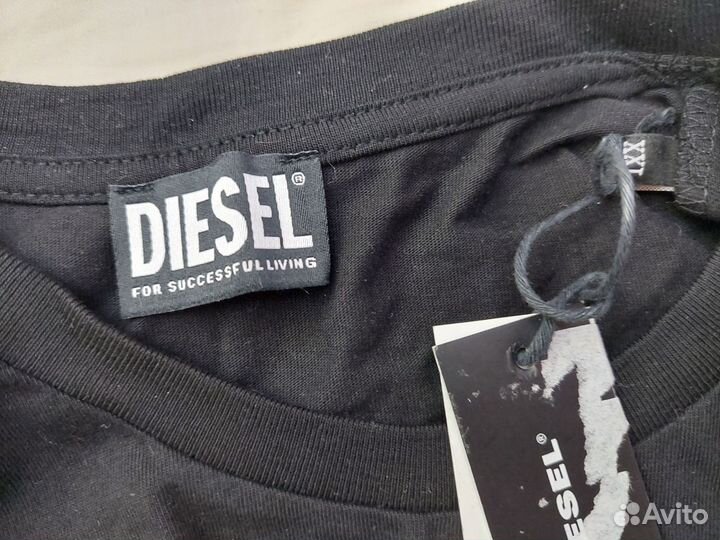 DIESEL®
FOR SUCCESSFUL LIVING
XXL
DIESEL®
Avito